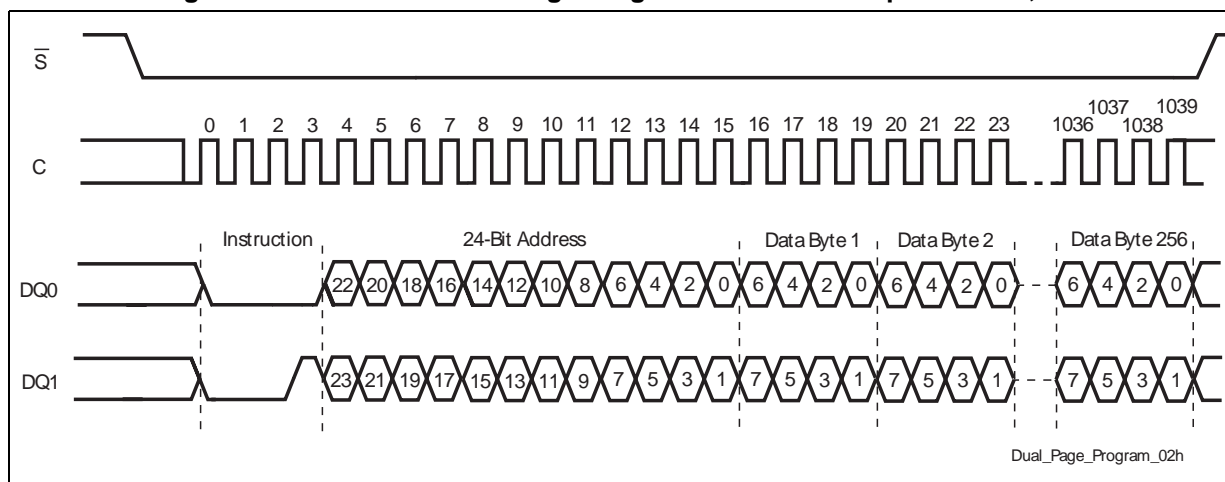 S
1037 1039
0 1 2 3 4 5 6 7 8 9 10 11 12 13 14 15 16 17 18 19 20 21 22 23 1036 1038
C
Instruction 24-Bit Address Data Byte 1 Data Byte 2 Data Byte 256
DQ0 22 20 18 16 14 12 10 8 6 4 2 0 6 4 2 0 6 4 2 0 6 4 2 0
DQ1 23 21 19 17 15 13 11 9 7 5 3 1 7 5 3 1 7 5 3 1 7 5 3 1
Dual_Page_Program_02h